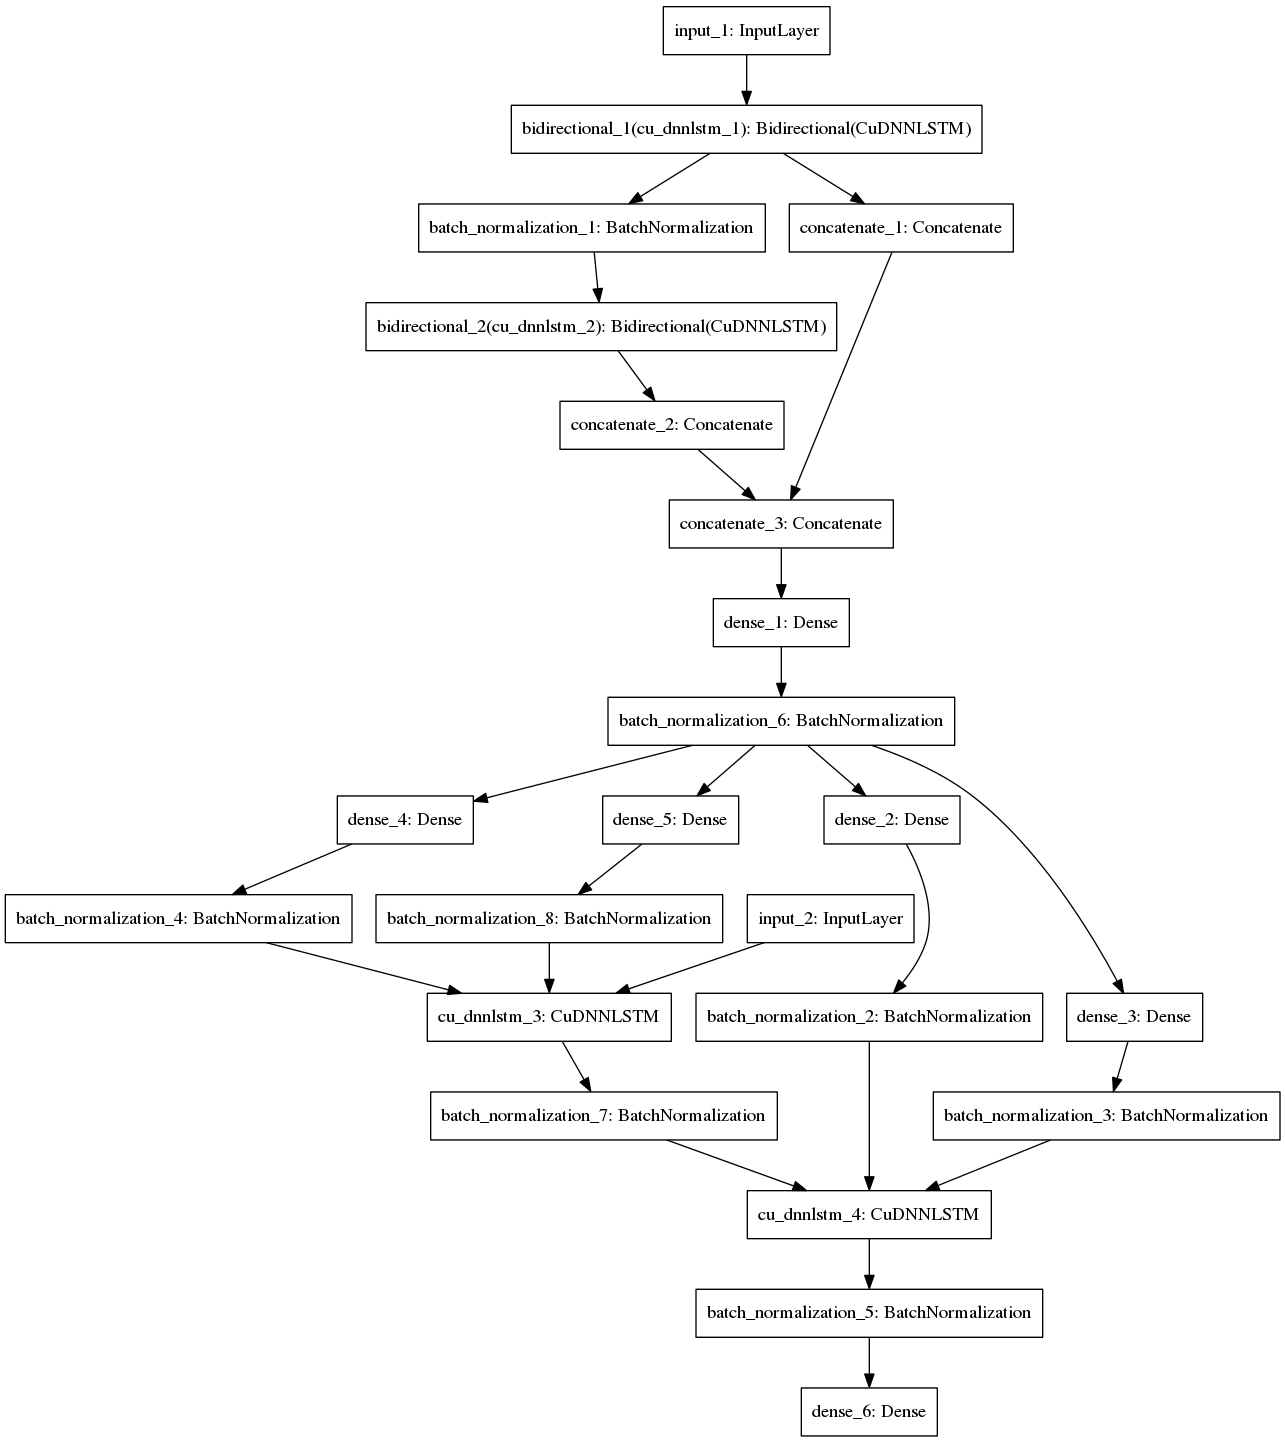 input_1: InputLayer
bidirectional_1(cu_dnnlstm_1): Bidirectional(CuDNNLSTM)
batch_normalization_1: BatchNormalization
concatenate_1: Concatenate
bidirectional_2(cu_dnnlstm_2): Bidirectional(CuDNNLSTM)
concatenate_2: Concatenate
concatenate_3: Concatenate
dense_1: Dense
batch_normalization_6: BatchNormalization
dense_4: Dense
dense_5: Dense
dense_2: Dense
batch_normalization_4: BatchNormalization
batch_normalization_8: BatchNormalization
input_2: InputLayer
cu_dnnlstm_3: CuDNNLSTM
batch_normalization_2: BatchNormalization
dense_3: Dense
batch_normalization_7: BatchNormalization
batch_normalization_3: BatchNormalization
cu_dnnlstm_4: CuDNNLSTM
batch_normalization_5: BatchNormalization
dense_6: Dense